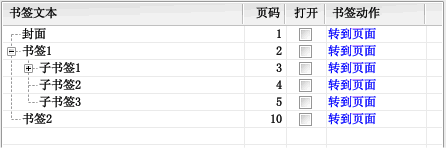 书签文本 页码 打开 书签动作
封面 1 转到页面
书签1 2 转到页面
子书签1 3 转到页面
子书签2 4 转到页面
子书签3 5 转到页面
书签2 10 转到页面